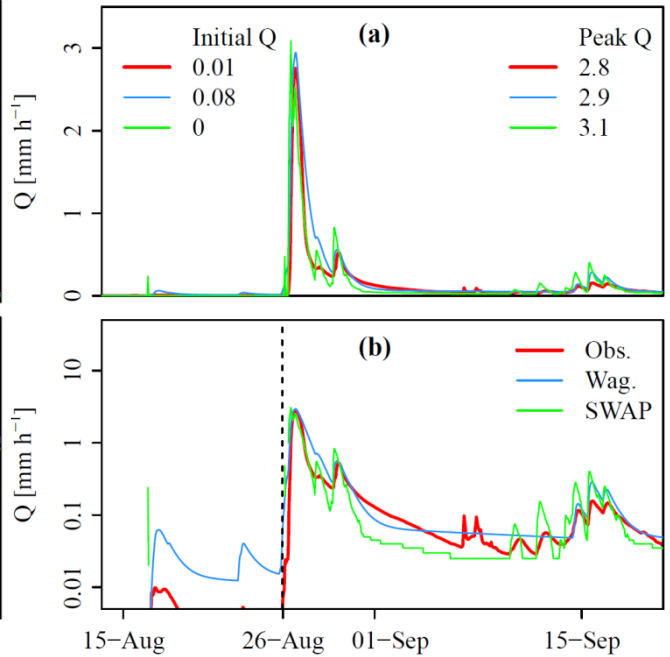 Initial Q (a) Peak Q
0.01 2.8
0.08 2.9
0 3.1
3
2
1
0
Q [mm h⁻¹]
(b)
Obs.
Wag.
SWAP
10
1
0.1
0.01
Q [mm h⁻¹]
15−Aug 26−Aug 01−Sep 15−Sep